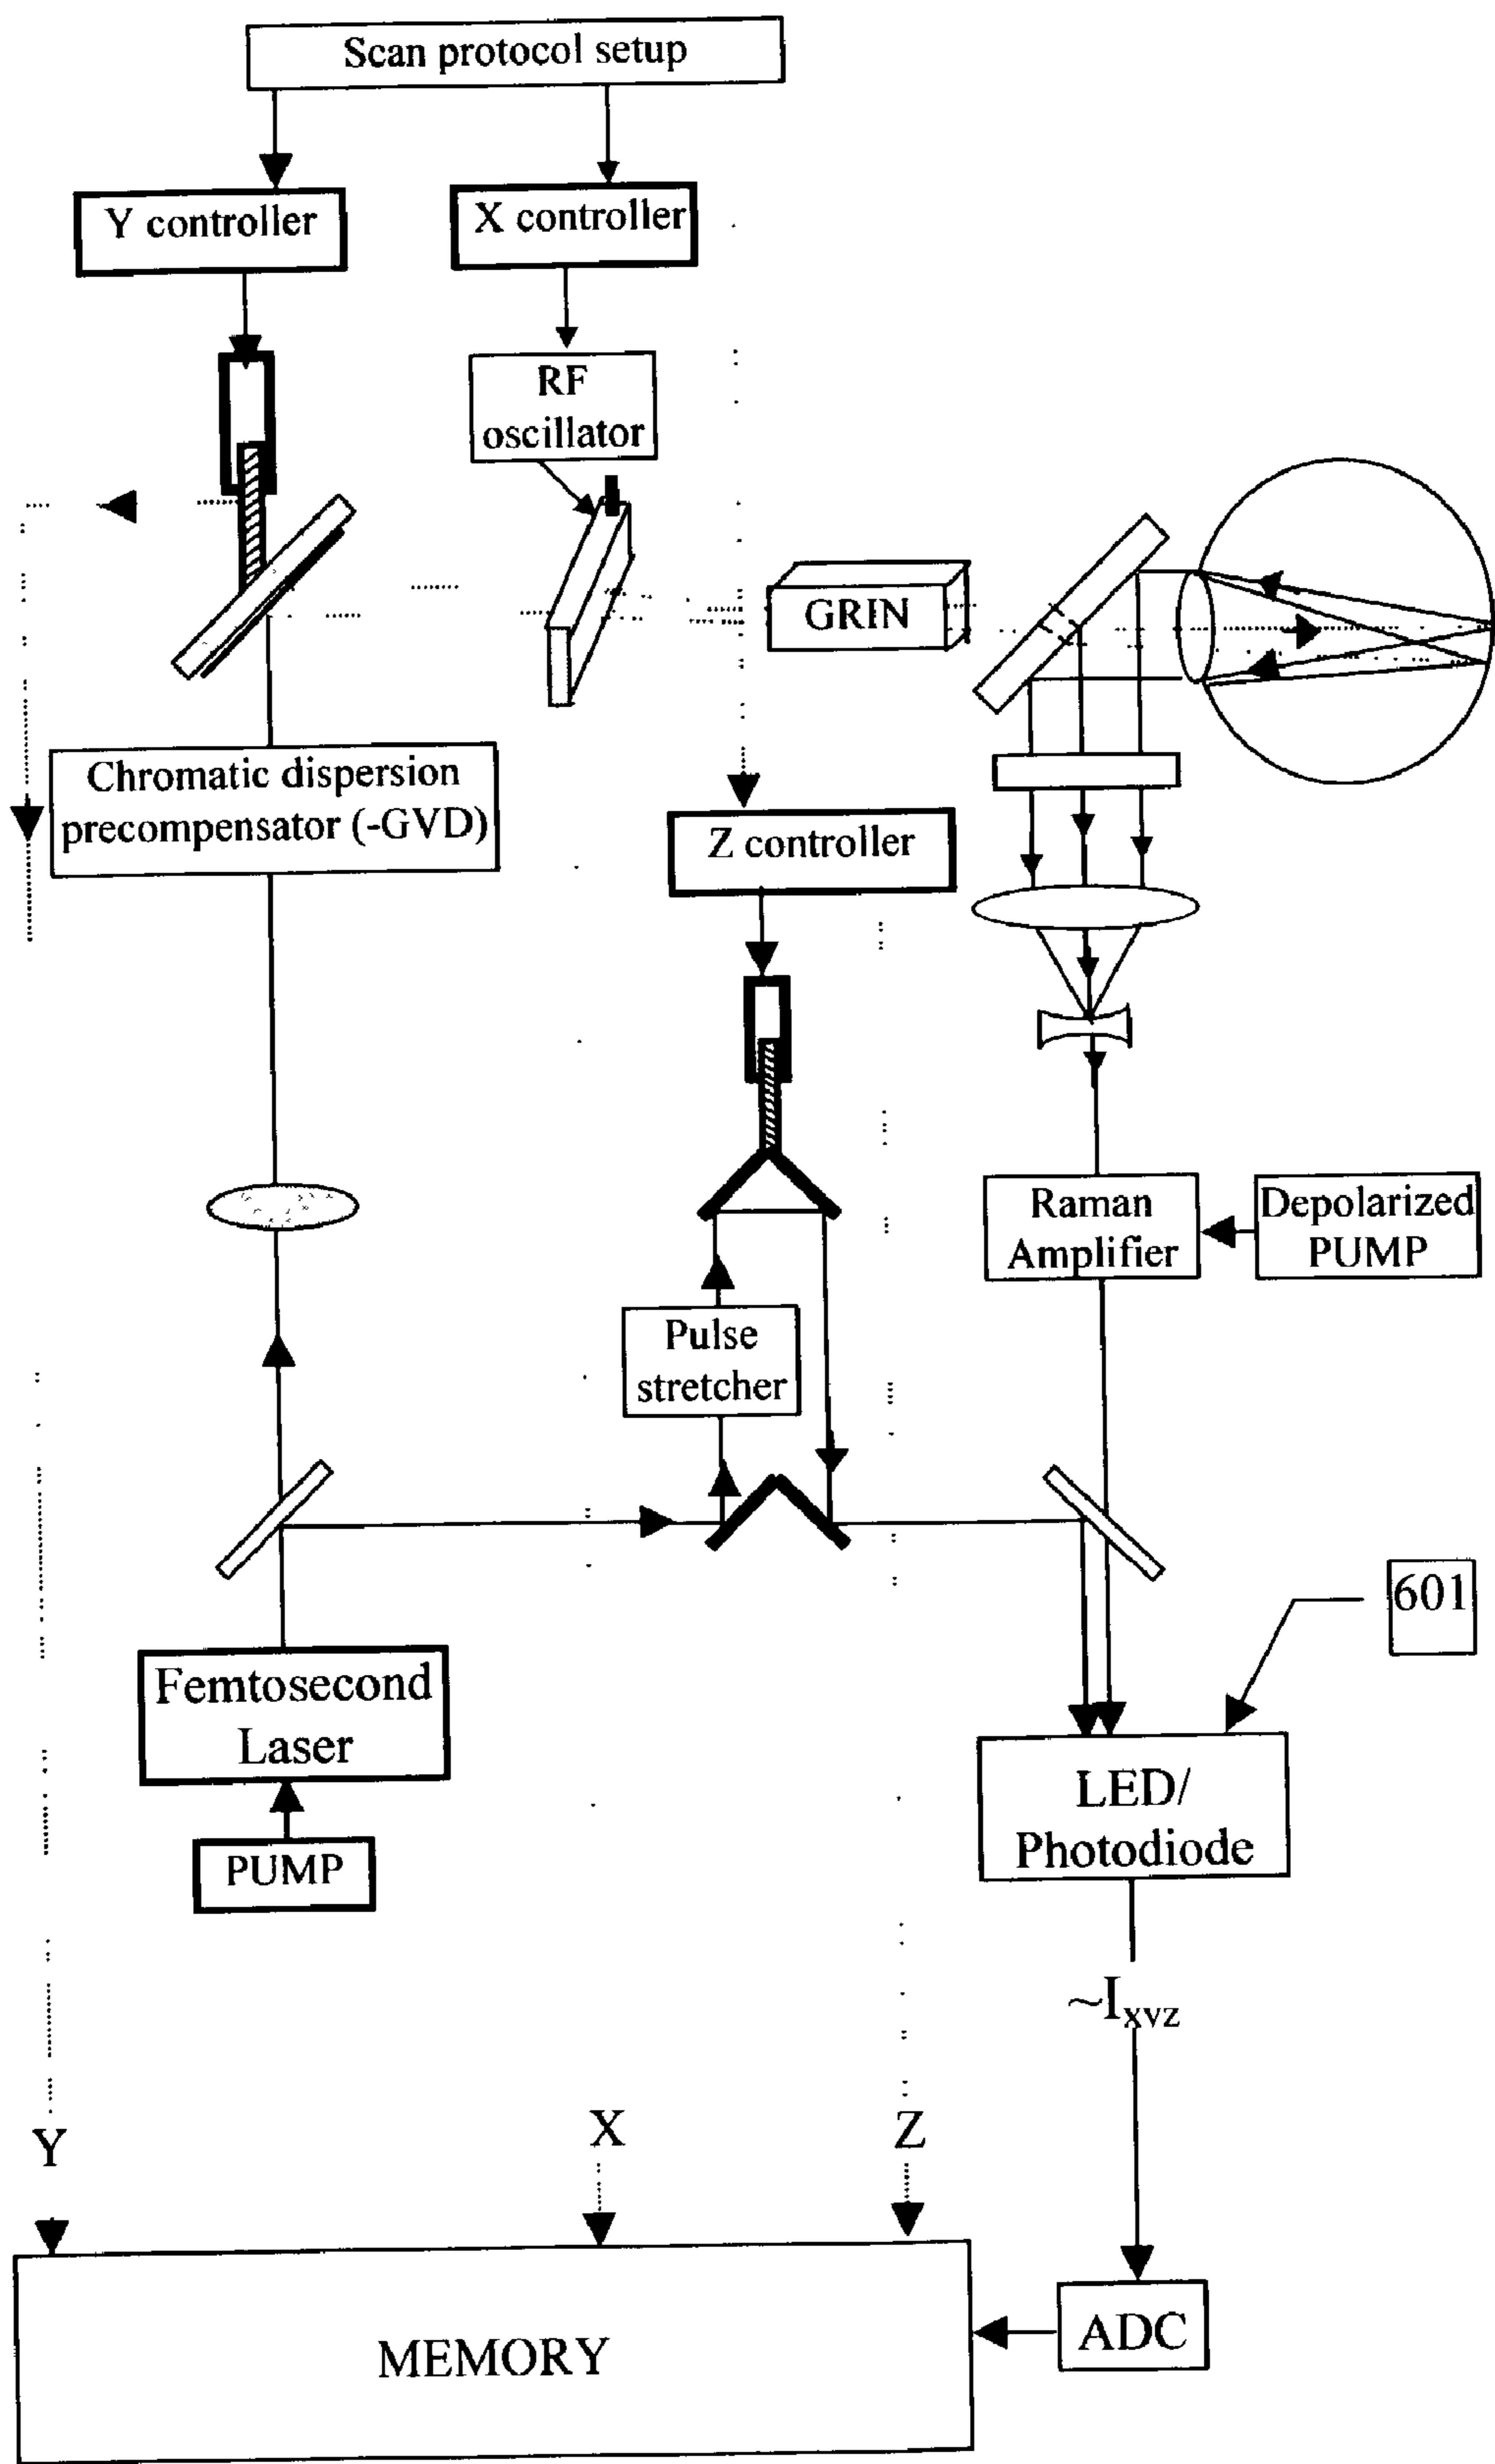 Scan protocol setup
Y controller
X controller
RF
oscillator
GRIN
Chromatic dispersion
precompensator (-GVD)
Z controller
Raman
Amplifier
Depolarized
PUMP
Pulse
stretcher
601
Femtosecond
Laser
LED/
Photodiode
PUMP
~Ixyz
Y
X
Z
MEMORY
ADC